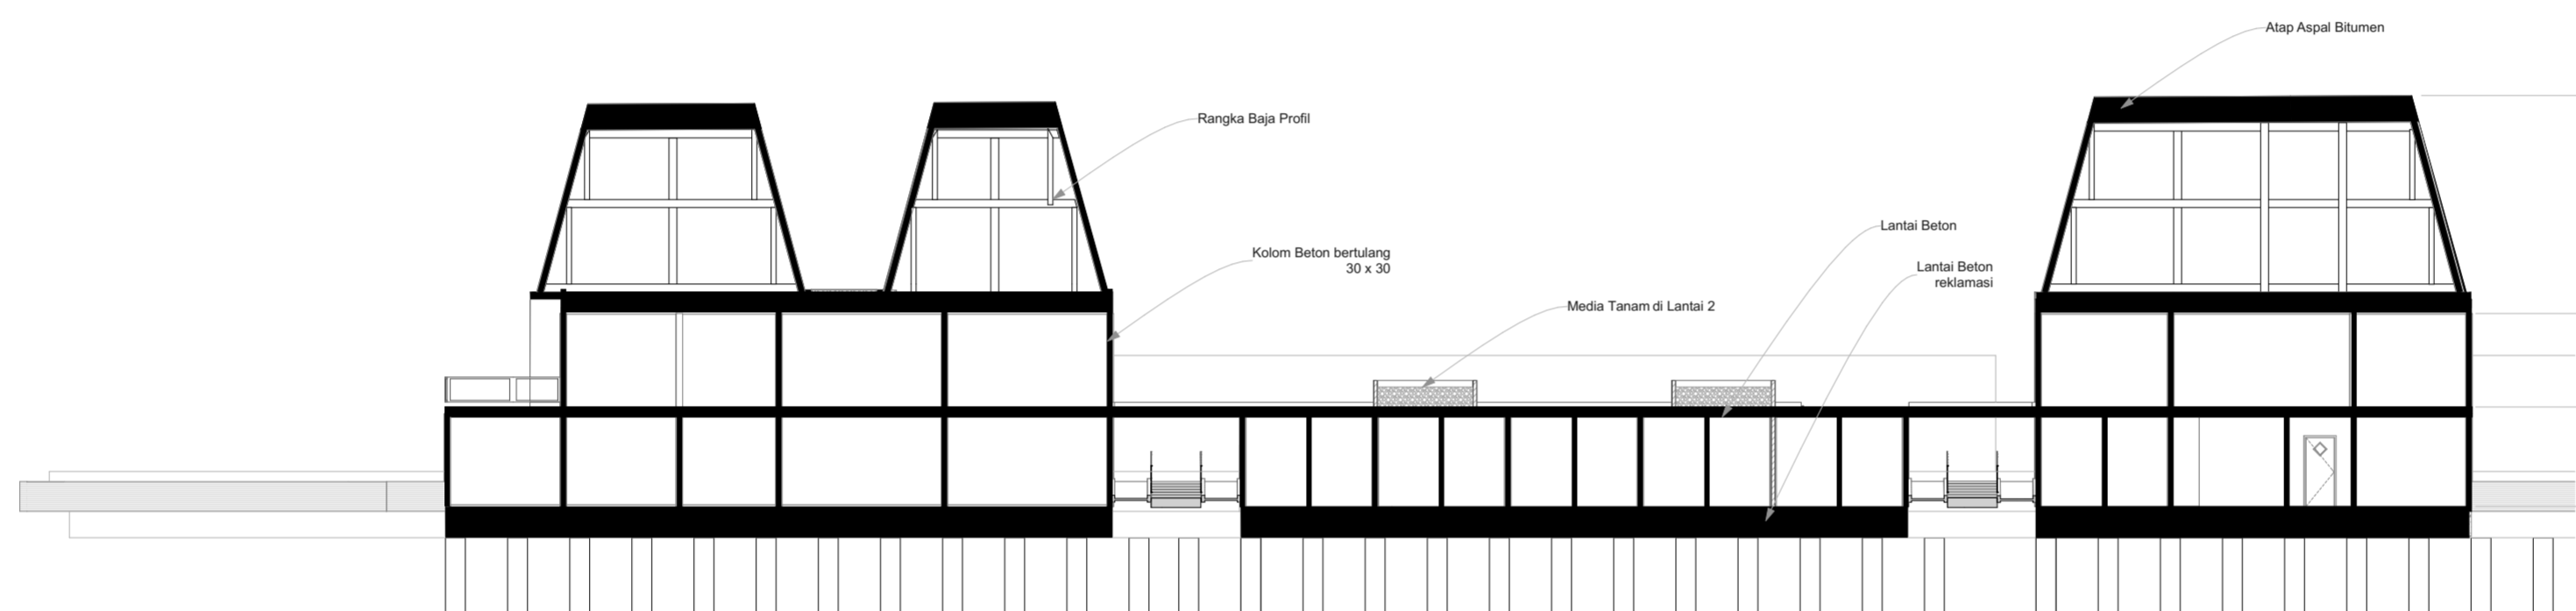 Atap Aspal Bitumen
Rangka Baja Profil
Lantai Beton
Kolom Beton bertulang
30 x 30
Lantai Beton
reklamasi
Media Tanam di Lantai 2